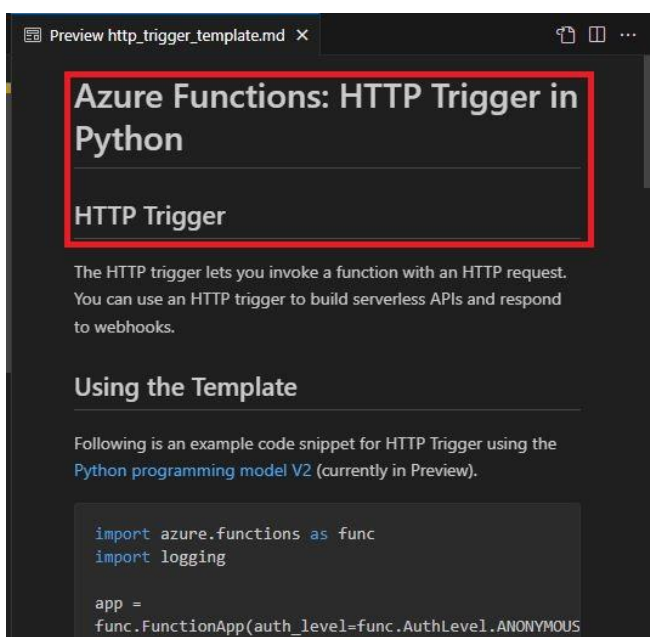 Preview http_trigger_template.md
Azure Functions: HTTP Trigger in
Python
HTTP Trigger
The HTTP trigger lets you invoke a function with an HTTP request.
You can use an HTTP trigger to build serverless APIs and respond
to webhooks.
Using the Template
Following is an example code snippet for HTTP Trigger using the
Python programming model V2 (currently in Preview).
import azure.functions as func
import logging
app =
func.FunctionApp(auth_level=func.AuthLevel.ANONYMOUS